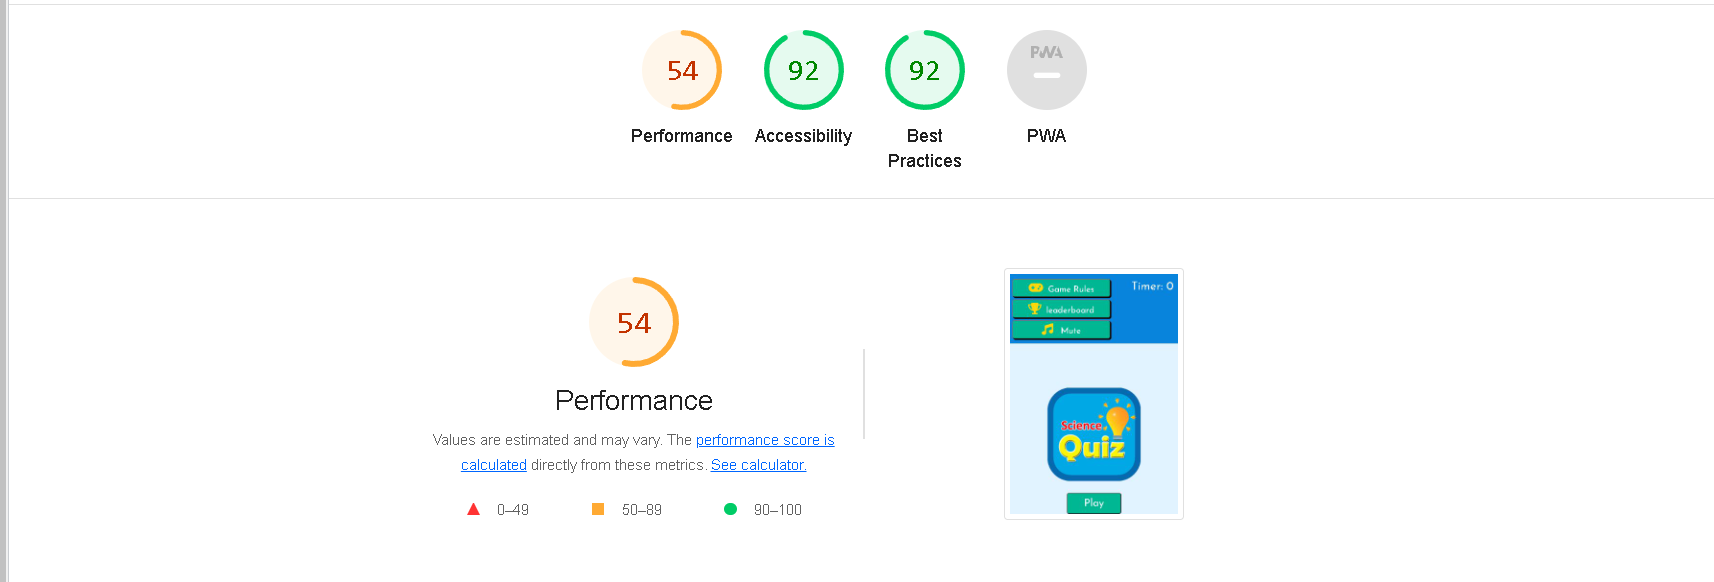 54
92
92
PWA
Performance
Accessibility
Best
Practices
PWA
54
Performance
Values are estimated and may vary. The performance score is
calculated directly from these metrics. See calculator.
0–49
50–89
90–100
Game Rules
Timer: 0
leaderboard
Mute
Science
Quiz
Play